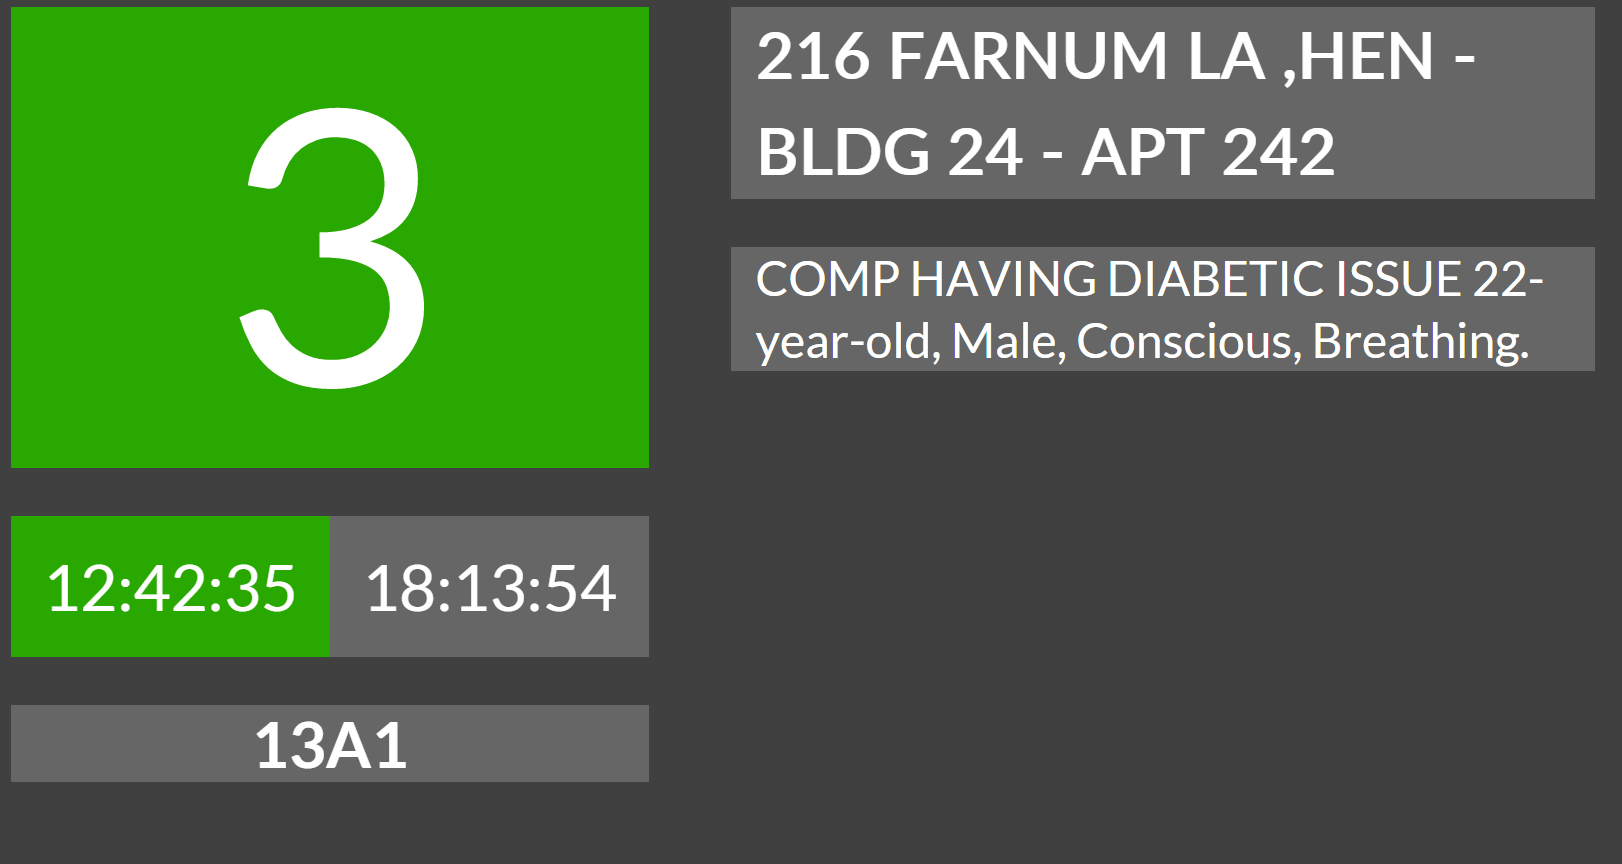 3
12:42:35 18:13:54
13A1
216 FARNUM LA ,HEN -
BLDG 24 - APT 242
COMP HAVING DIABETIC ISSUE 22-
year-old, Male, Conscious, Breathing.